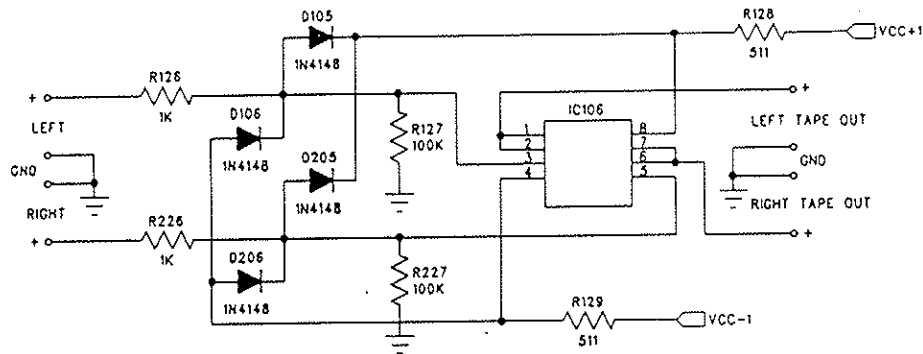 D105
1N4148
R128
511
VCC+1
R126
1K
+
LEFT
GND
RIGHT
+
R226
1K
D106
1N4148
D205
1N4148
D206
1N4148
R127
100K
R227
100K
IC106
1
2
3
4
8
7
6
5
+
LEFT TAPE OUT
GND
RIGHT TAPE OUT
+
R129
511
VCC-1